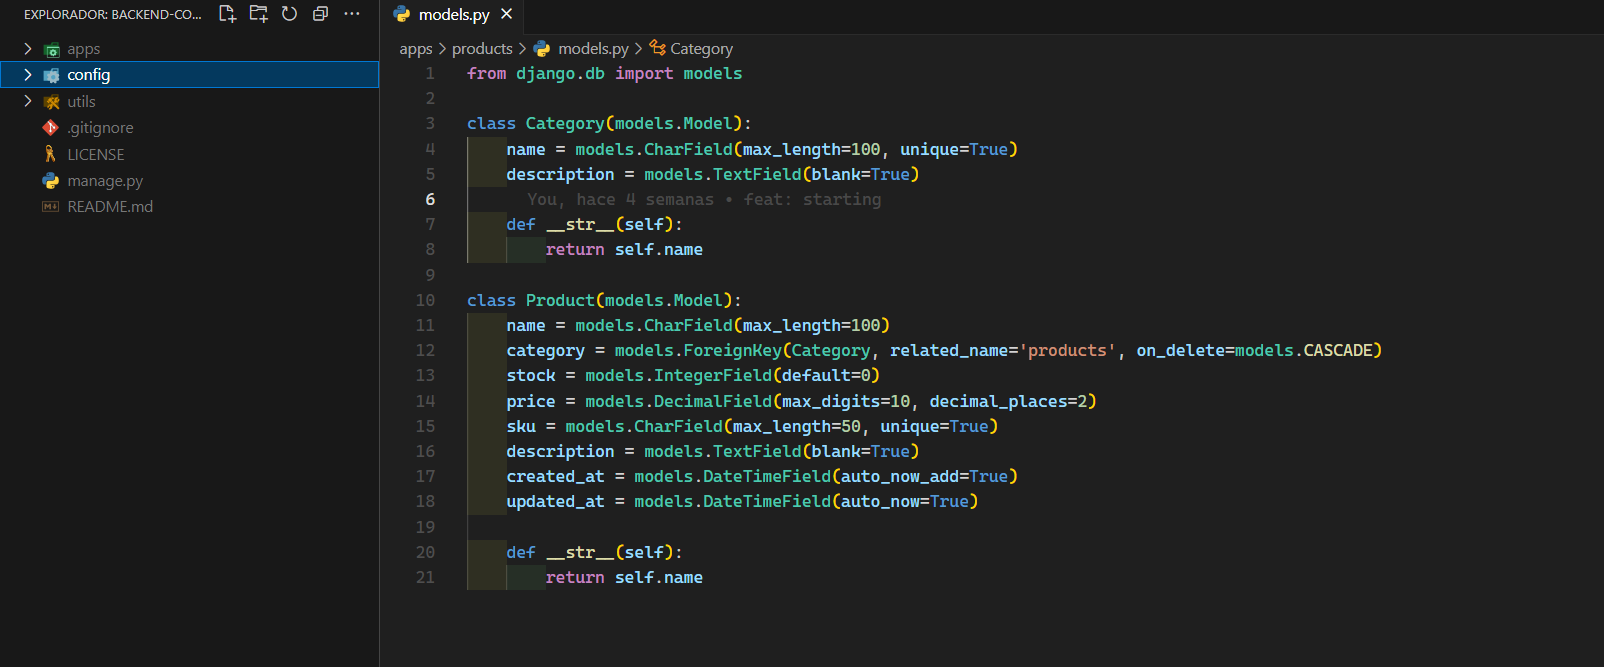 EXPLORADOR: BACKEND-CO...
apps
config
utils
.gitignore
LICENSE
manage.py
README.md
models.py
apps > products > models.py > Category
1 from django.db import models
2
3 class Category(models.Model):
4     name = models.CharField(max_length=100, unique=True)
5     description = models.TextField(blank=True)
6     You, hace 4 semanas • feat: starting
7     def __str__(self):
8         return self.name
9
10 class Product(models.Model):
11     name = models.CharField(max_length=100)
12     category = models.ForeignKey(Category, related_name='products', on_delete=models.CASCADE)
13     stock = models.IntegerField(default=0)
14     price = models.DecimalField(max_digits=10, decimal_places=2)
15     sku = models.CharField(max_length=50, unique=True)
16     description = models.TextField(blank=True)
17     created_at = models.DateTimeField(auto_now_add=True)
18     updated_at = models.DateTimeField(auto_now=True)
19
20     def __str__(self):
21         return self.name